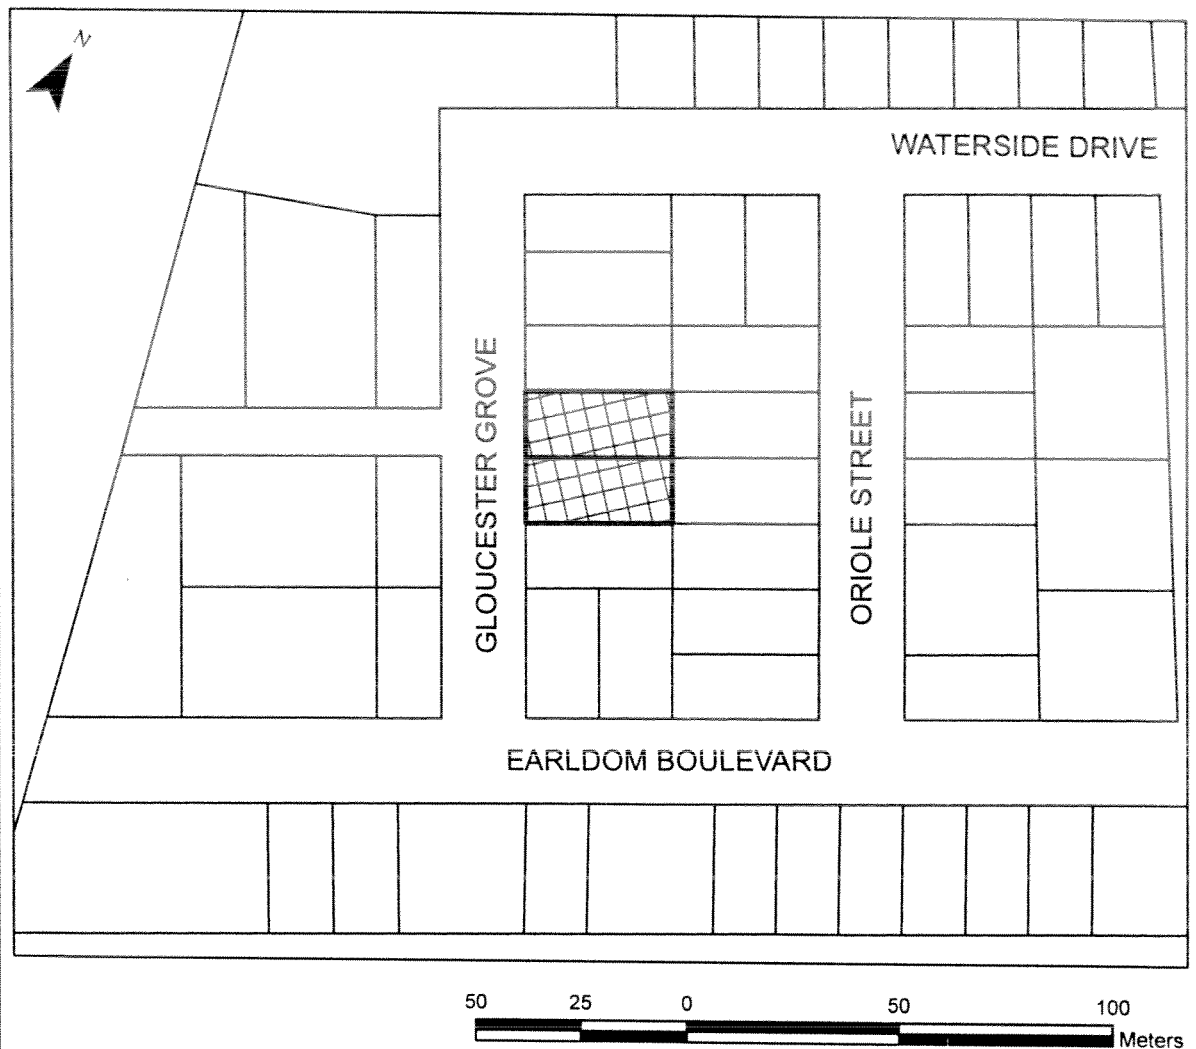 N
WATERSIDE DRIVE
GLOUCESTER GROVE
ORIOLE STREET
EARLDOM BOULEVARD
50 25 0 50 100
Meters